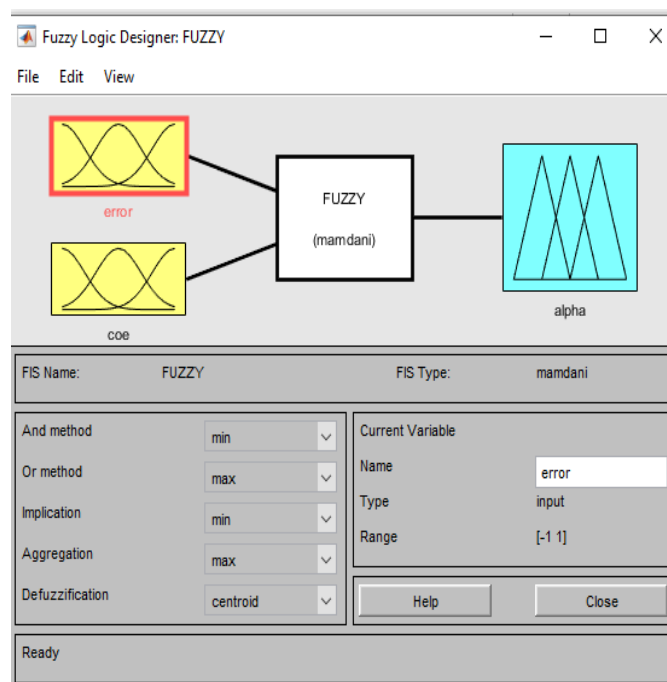 Fuzzy Logic Designer: FUZZY
File Edit View
error
FUZZY
(mamdani)
coe
alpha
FIS Name: FUZZY FIS Type: mamdani
And method min
Or method max
Implication min
Aggregation max
Defuzzification centroid
Current Variable
Name error
Type input
Range [-1 1]
Help Close
Ready